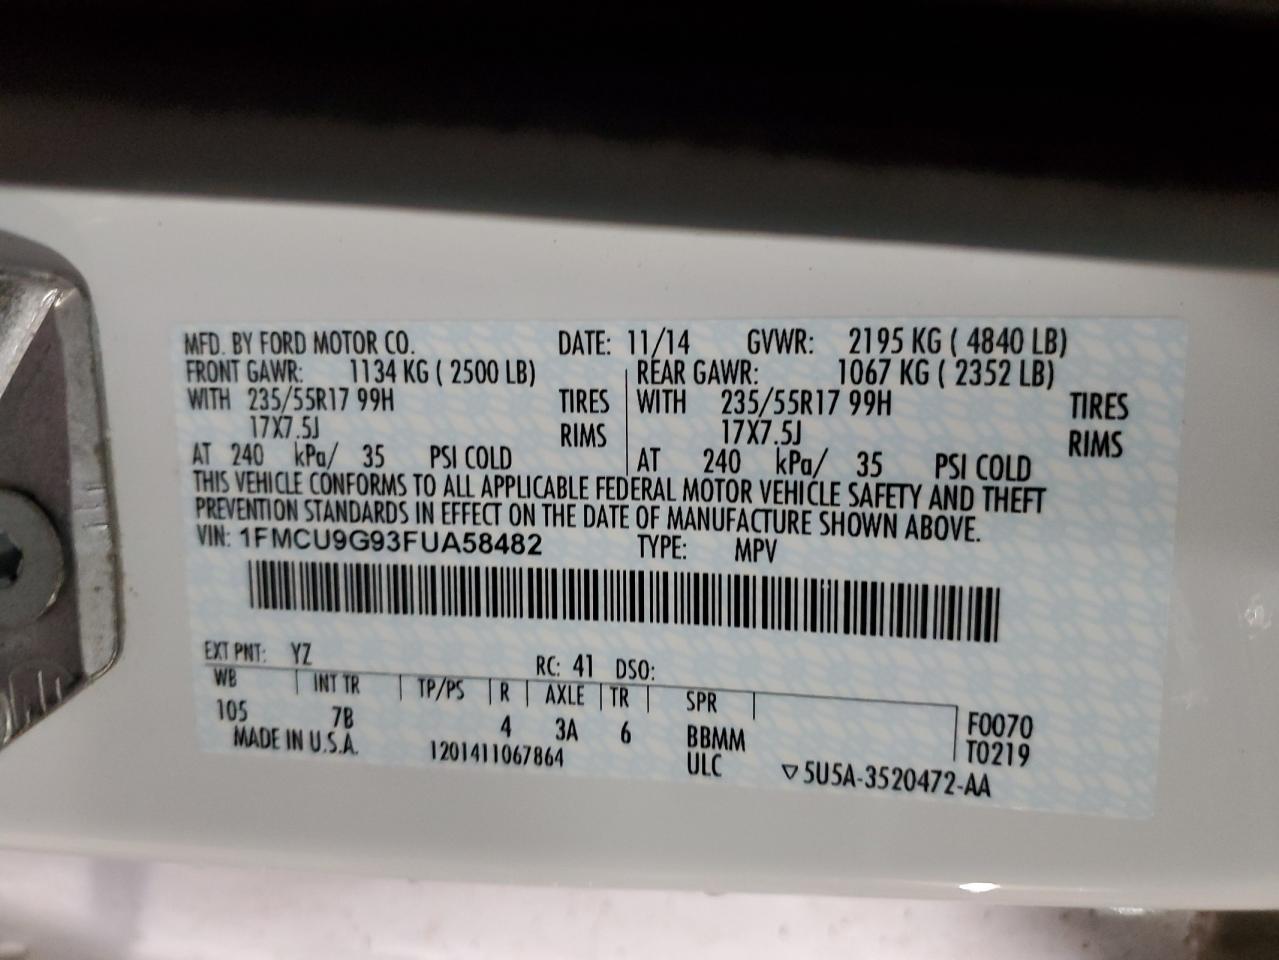 MFD. BY FORD MOTOR CO. DATE: 11/14 GVWR: 2195 KG ( 4840 LB)
FRONT GAWR: 1134 KG ( 2500 LB) REAR GAWR: 1067 KG ( 2352 LB)
WITH 235/55R17 99H TIRES WITH 235/55R17 99H TIRES
17X7.5J RIMS 17X7.5J RIMS
AT 240 kPa/ 35 PSI COLD AT 240 kPa/ 35 PSI COLD
THIS VEHICLE CONFORMS TO ALL APPLICABLE FEDERAL MOTOR VEHICLE SAFETY AND THEFT
PREVENTION STANDARDS IN EFFECT ON THE DATE OF MANUFACTURE SHOWN ABOVE.
VIN: 1FMCU9G93FUA58482 TYPE: MPV
EXT PNT: YZ RC: 41 DSO:
WB INT TR TP/PS R AXLE TR SPR
105 7B 4 3A 6 BBMM F0070
MADE IN U.S.A. 1201411067864 ULC T0219
▽5U5A-3520472-AA